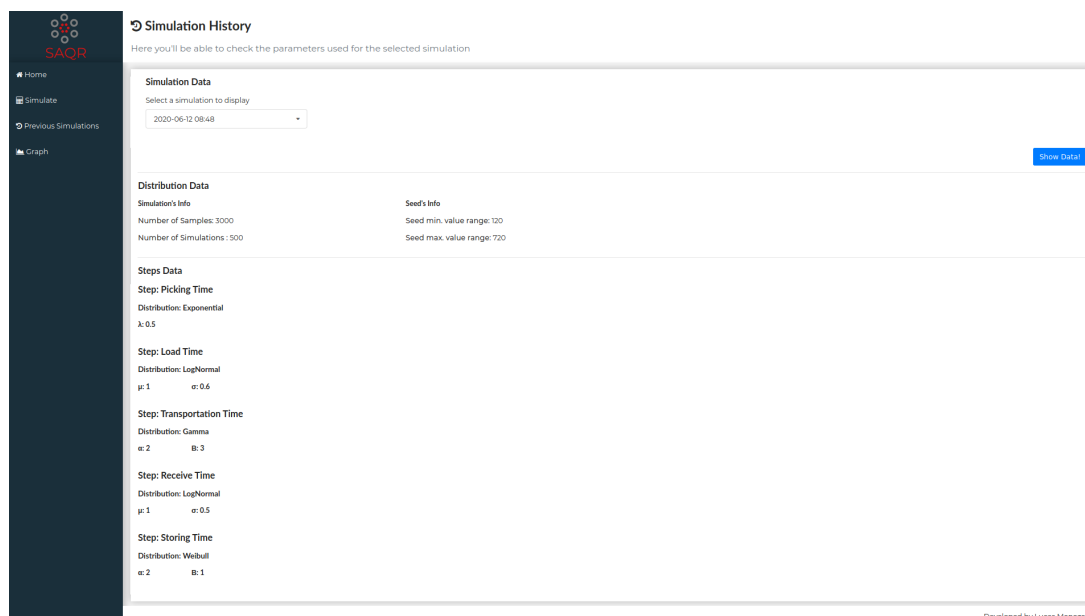 SAQR
Home
Simulate
Previous Simulations
Graph
Simulation History
Here you'll be able to check the parameters used for the selected simulation
Simulation Data
Select a simulation to display
2020-06-12 08:48
Show Data!
Distribution Data
Simulation's Info
Seed's Info
Number of Samples: 3000
Seed min. value range: 120
Number of Simulations : 500
Seed max. value range: 720
Steps Data
Step: Picking Time
Distribution: Exponential
λ: 0.5
Step: Load Time
Distribution: LogNormal
μ: 1 σ: 0.6
Step: Transportation Time
Distribution: Gamma
α: 2 B: 3
Step: Receive Time
Distribution: LogNormal
μ: 1 σ: 0.5
Step: Storing Time
Distribution: Weibull
α: 2 B: 1